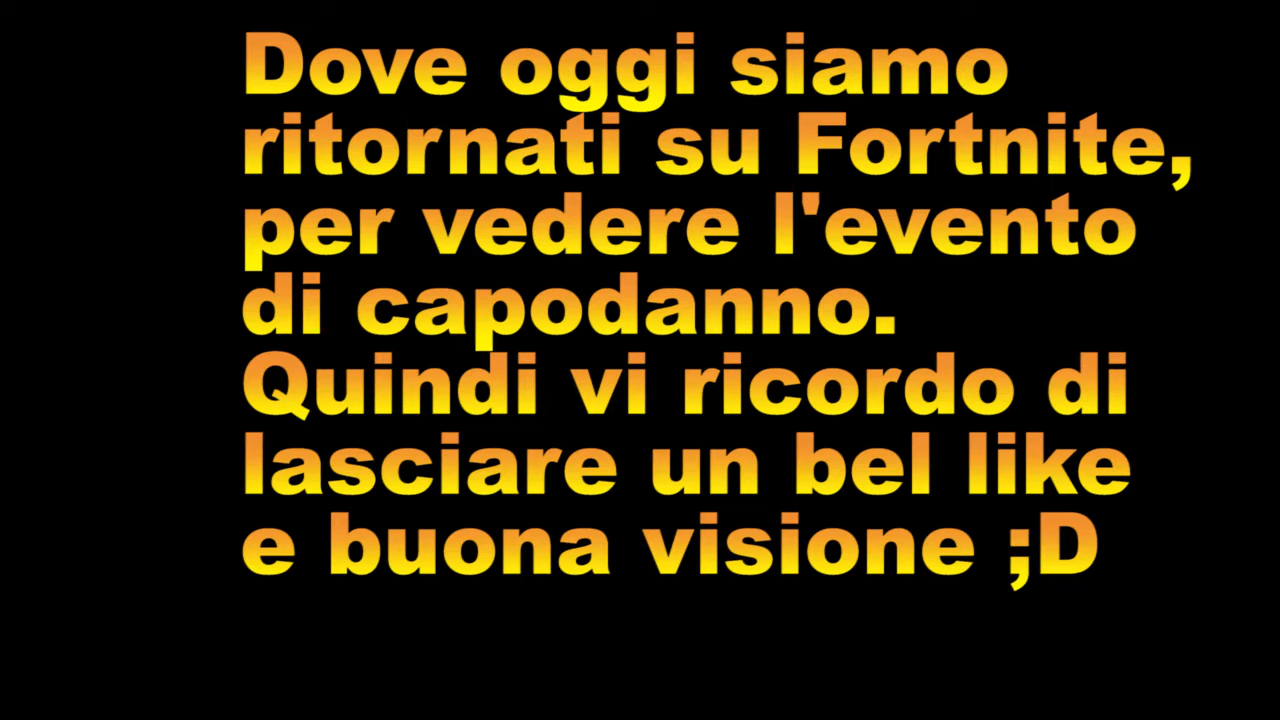 Dove oggi siamo
ritornati su Fortnite,
per vedere l'evento
di capodanno.
Quindi vi ricordo di
lasciare un bel like
e buona visione ;D